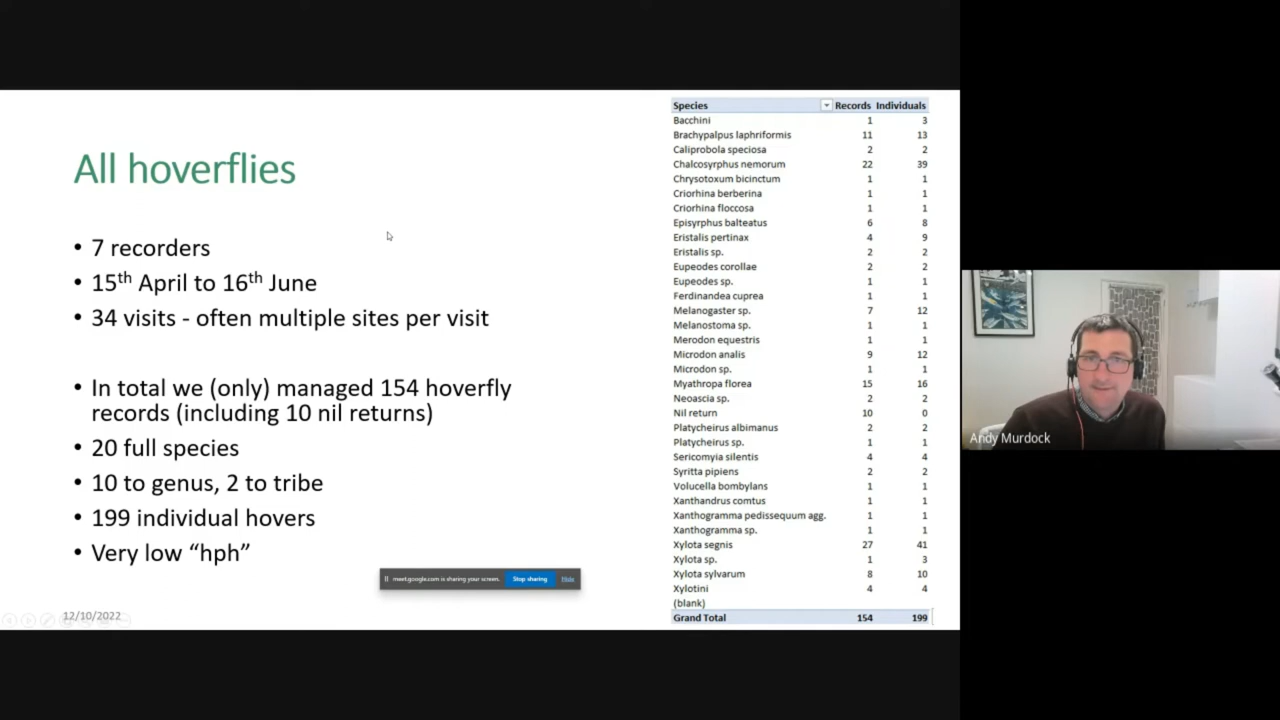 All hoverflies
• 7 recorders
• 15th April to 16th June
• 34 visits - often multiple sites per visit
• In total we (only) managed 154 hoverfly
records (including 10 nil returns)
• 20 full species
• 10 to genus, 2 to tribe
• 199 individual hovers
• Very low “hph”
meet.google.com is sharing your screen. Stop sharing Hide
12/10/2022
Species Records Individuals
Bacchini 1 3
Brachypalpus laphriformis 11 13
Caliprobola speciosa 2 2
Chalcosyrphus nemorum 22 39
Chrysotoxum bicinctum 1 1
Criorhina berberina 1 1
Criorhina floccosa 1 1
Episyrphus balteatus 6 8
Eristalis pertinax 4 9
Eristalis sp. 2 2
Eupeodes corollae 2 2
Eupeodes sp. 1 1
Ferdinandea cuprea 1 1
Melanogaster sp. 7 12
Melanostoma sp. 1 1
Merodon equestris 1 1
Microdon analis 9 12
Microdon sp. 1 1
Myathropa florea 15 16
Neoascia sp. 2 2
Nil return 10 0
Platycheirus albimanus 2 2
Platycheirus sp. 1 1
Sericomyia silentis 4 4
Syritta pipiens 2 2
Volucella bombylans 1 1
Xanthandrus comtus 1 1
Xanthogramma pedissequum agg. 1 1
Xanthogramma sp. 1 1
Xylota segnis 27 41
Xylota sp. 1 3
Xylota sylvarum 8 10
Xylotini 4 4
(blank)
Grand Total 154 199
Andy Murdock